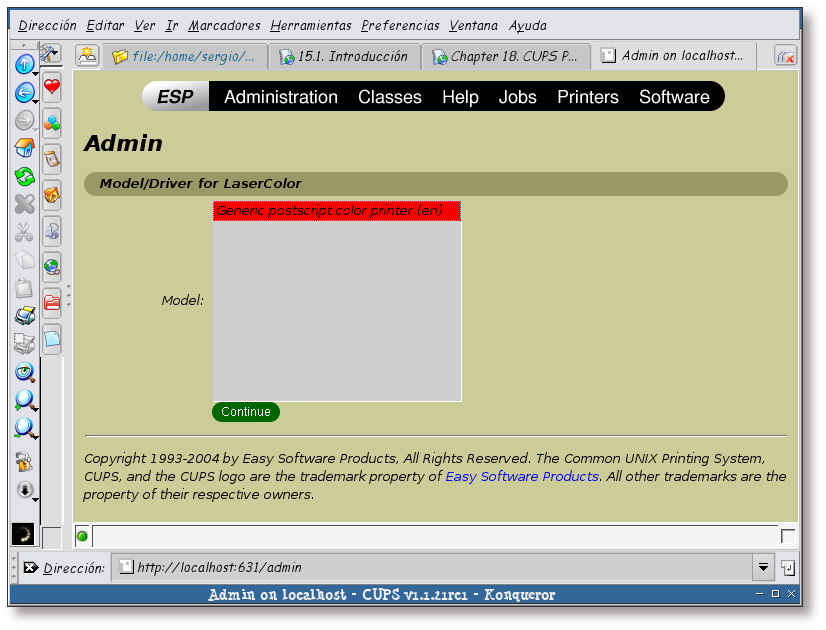 Dirección Editar Ver Ir Marcadores Herramientas Preferencias Ventana Ayuda
file:/home/sergio/... 15.1. Introducción Chapter 18. CUPS P... Admin on localhost...
ESP Administration Classes Help Jobs Printers Software
Admin
Model/Driver for LaserColor
Generic postscript color printer (en)
Model:
Continue
Copyright 1993-2004 by Easy Software Products, All Rights Reserved. The Common UNIX Printing System,
CUPS, and the CUPS logo are the trademark property of Easy Software Products. All other trademarks are the
property of their respective owners.
Dirección: http://localhost:631/admin
Admin on localhost - CUPS v1.1.21rc1 - Konqueror